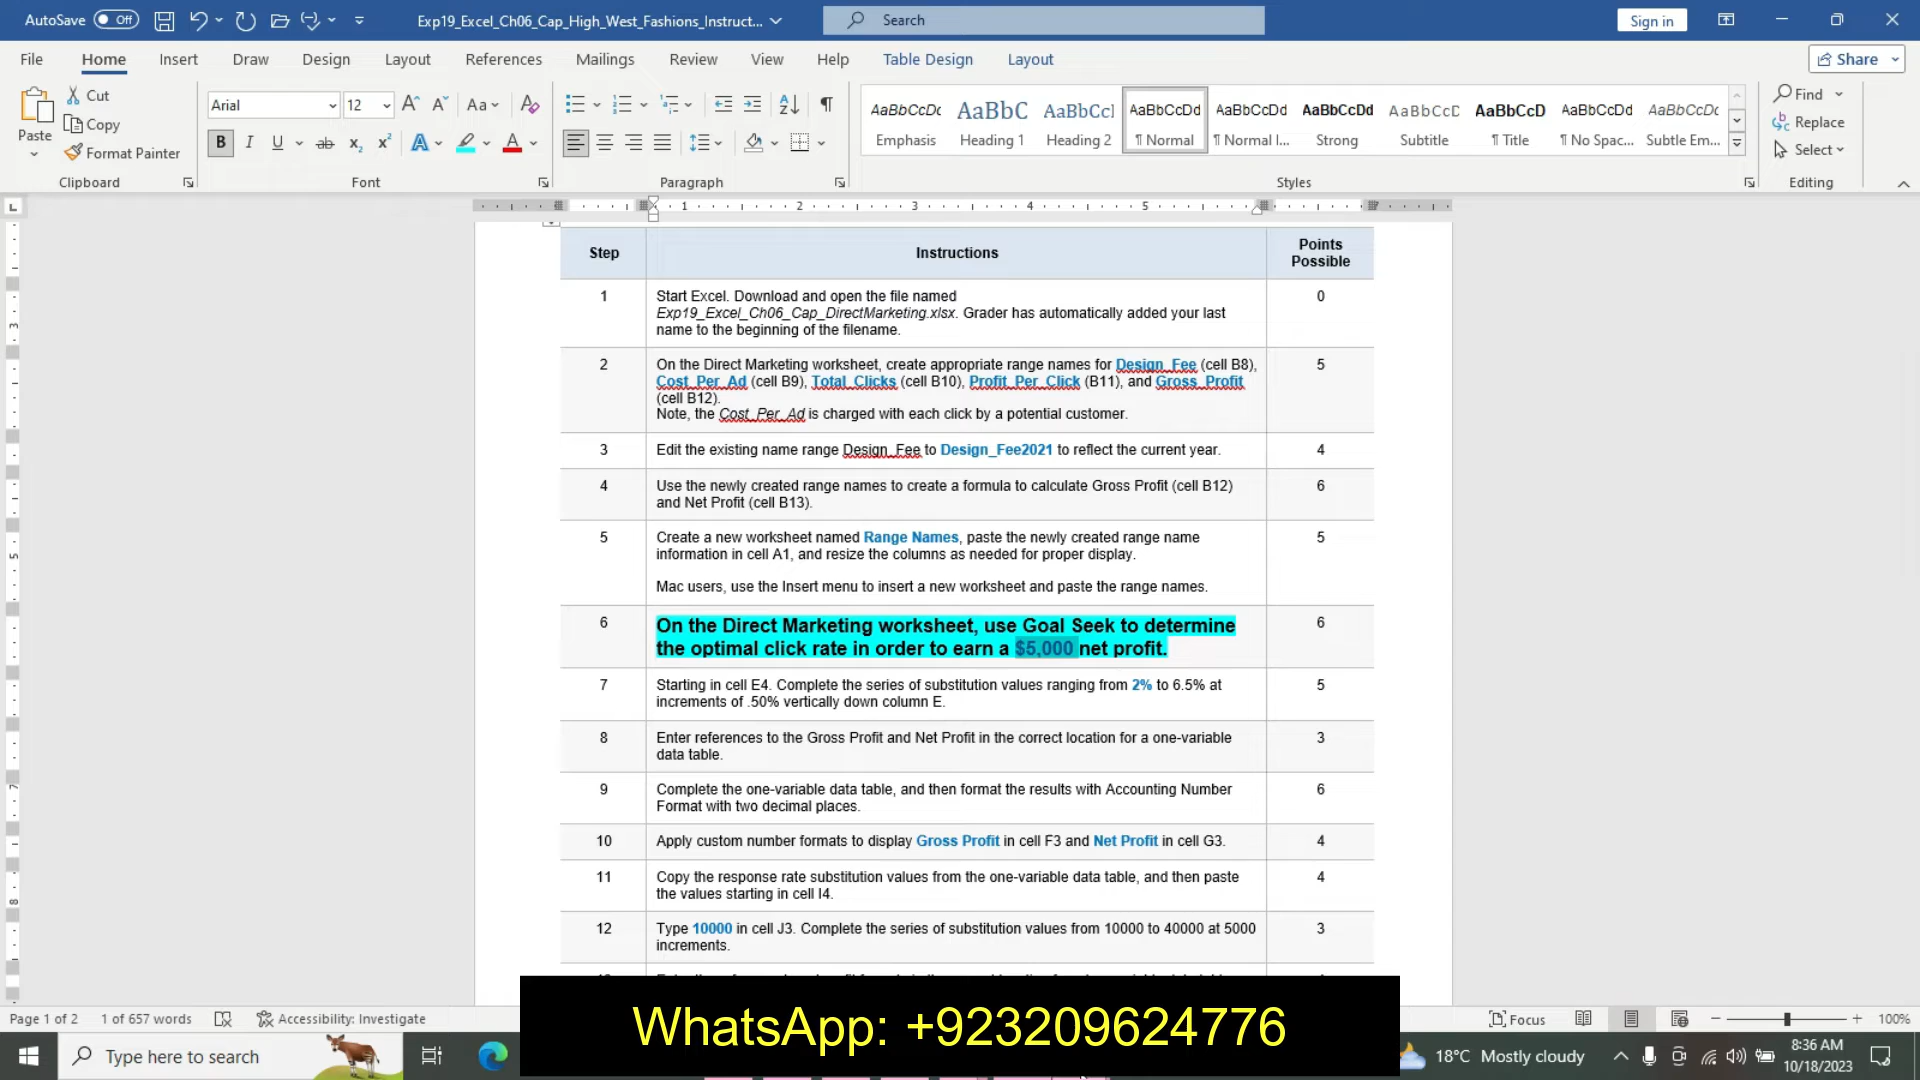 AutoSave Off Exp19_Excel_Ch06_Cap_High_West_Fashions_Instruct... Search Sign in
File Home Insert Draw Design Layout References Mailings Review View Help Table Design Layout Share
Paste Cut Copy Format Painter
Arial 12 Aa
B I U ab x₂ x² A A
AaBbCcDc AaBbC AaBbCcI AaBbCcDd AaBbCcDd AaBbCcDd AaBbCcC AaBbCcD AaBbCcDd AaBbCcDc
Emphasis Heading 1 Heading 2 ¶ Normal ¶ Normal I... Strong Subtitle ¶ Title ¶ No Spac... Subtle Em...
Find
Replace
Select
Clipboard Font Paragraph Styles Editing
1 2 3 4 5
Step Instructions Points Possible
1 Start Excel. Download and open the file named 0
Exp19_Excel_Ch06_Cap_DirectMarketing.xlsx. Grader has automatically added your last
name to the beginning of the filename.
2 On the Direct Marketing worksheet, create appropriate range names for Design_Fee (cell B8), 5
Cost_Per_Ad (cell B9), Total_Clicks (cell B10), Profit_Per_Click (B11), and Gross_Profit
(cell B12).
Note, the Cost_Per_Ad is charged with each click by a potential customer.
3 Edit the existing name range Design_Fee to Design_Fee2021 to reflect the current year. 4
4 Use the newly created range names to create a formula to calculate Gross Profit (cell B12) 6
and Net Profit (cell B13).
5 Create a new worksheet named Range Names, paste the newly created range name 5
information in cell A1, and resize the columns as needed for proper display.
Mac users, use the Insert menu to insert a new worksheet and paste the range names.
6 On the Direct Marketing worksheet, use Goal Seek to determine 6
the optimal click rate in order to earn a $5,000 net profit.
7 Starting in cell E4. Complete the series of substitution values ranging from 2% to 6.5% at 5
increments of .50% vertically down column E.
8 Enter references to the Gross Profit and Net Profit in the correct location for a one-variable 3
data table.
9 Complete the one-variable data table, and then format the results with Accounting Number 6
Format with two decimal places.
10 Apply custom number formats to display Gross Profit in cell F3 and Net Profit in cell G3. 4
11 Copy the response rate substitution values from the one-variable data table, and then paste 4
the values starting in cell I4.
12 Type 10000 in cell J3. Complete the series of substitution values from 10000 to 40000 at 5000 3
increments.
WhatsApp: +923209624776
Page 1 of 2 1 of 657 words Accessibility: Investigate Focus 100%
Type here to search 18°C Mostly cloudy 8:36 AM
10/18/2023